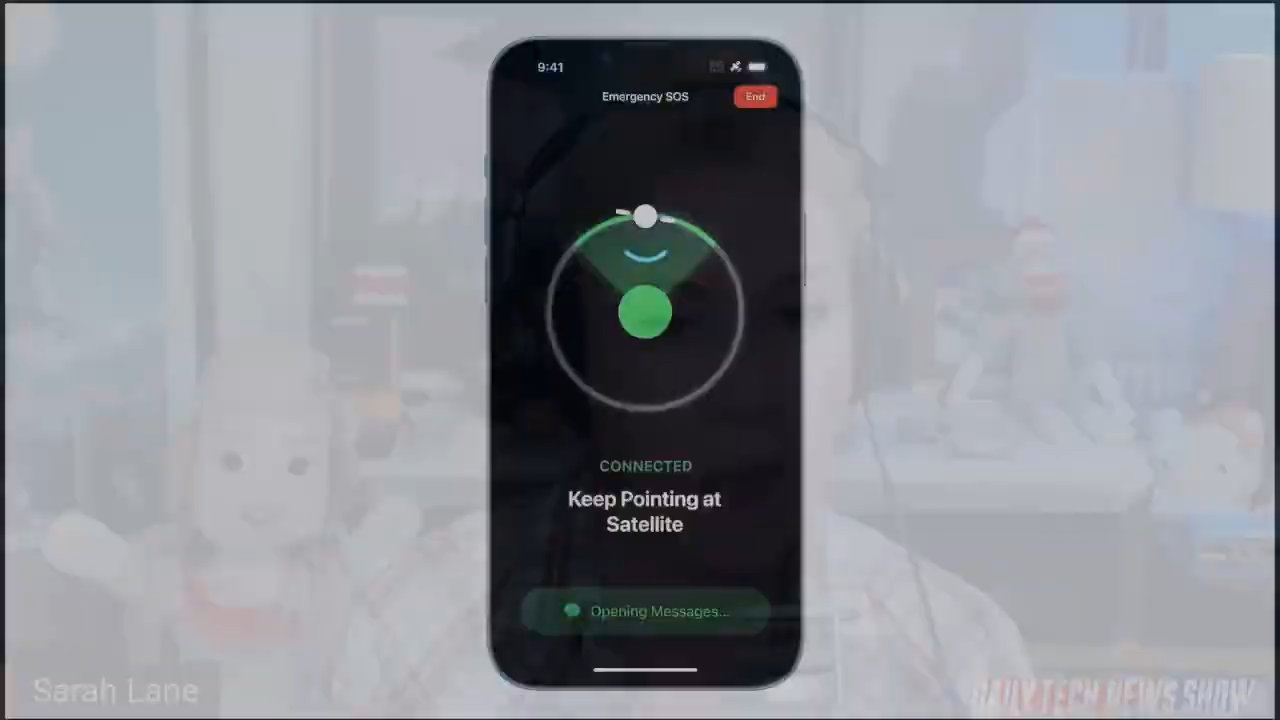 9:41
Emergency SOS
End
CONNECTED
Keep Pointing at
Satellite
Opening Messages...
Sarah Lane
DAILY TECH NEWS SHOW